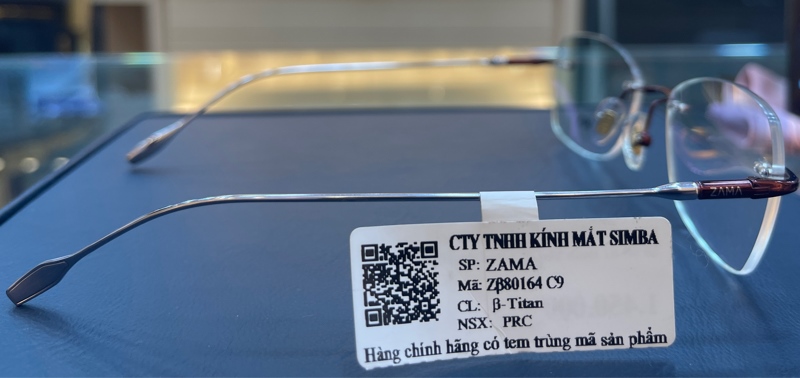 ZAMA
CTY TNHH KÍNH MẮT SIMBA
SP: ZAMA
Mã: Zβ80164 C9
CL: β-Titan
NSX: PRC
Hàng chính hãng có tem trùng mã sản phẩm